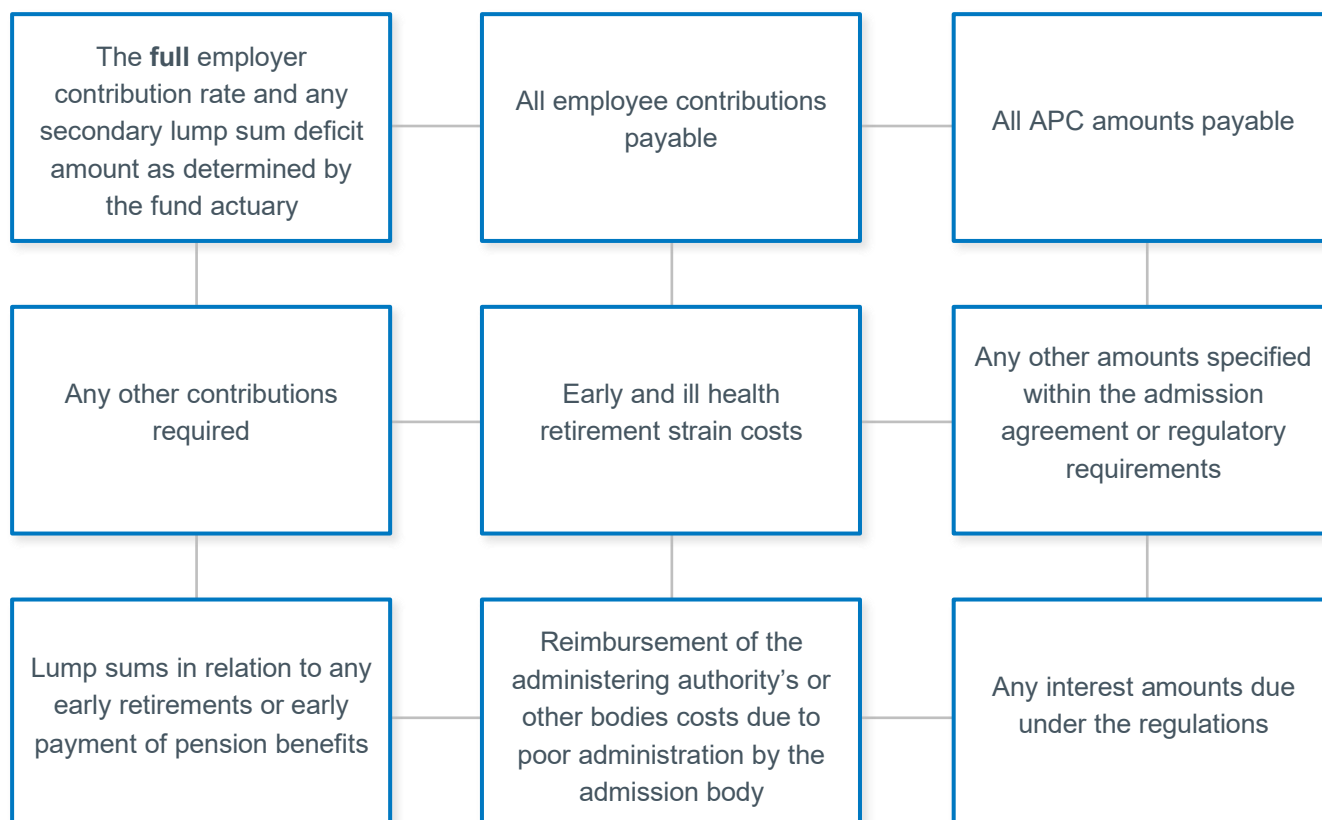 The full employer
contribution rate and any
secondary lump sum deficit
amount as determined by
the fund actuary
All employee contributions
payable
All APC amounts payable
Any other contributions
required
Early and ill health
retirement strain costs
Any other amounts specified
within the admission
agreement or regulatory
requirements
Lump sums in relation to any
early retirements or early
payment of pension benefits
Reimbursement of the
administering authority’s or
other bodies costs due to
poor administration by the
admission body
Any interest amounts due
under the regulations